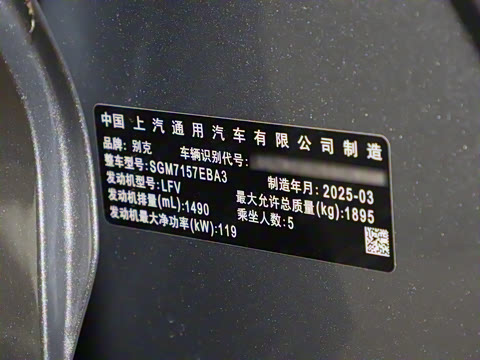 中国 上汽通用汽车有限公司制造
品牌: 别克 车辆识别代号:
整车型号:SGM7157EBA3 制造年月: 2025-03
发动机型号:LFV 最大允许总质量(kg):1895
发动机排量(mL):1490 乘坐人数:5
发动机最大净功率(kW):119